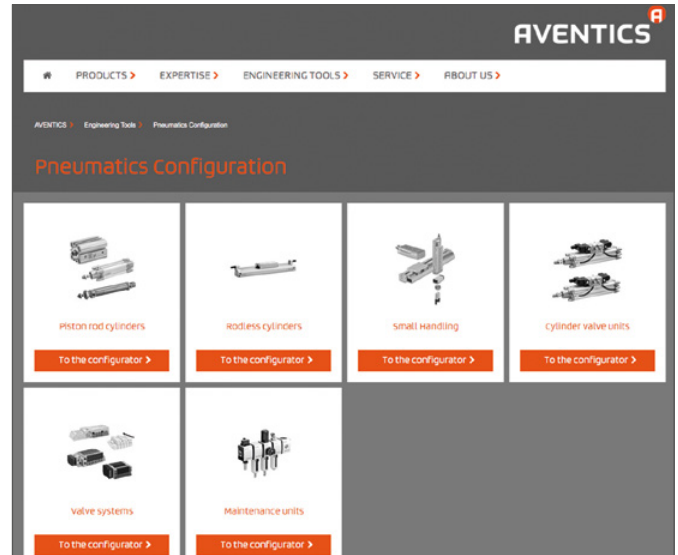 AVENTICS A
PRODUCTS > EXPERTISE > ENGINEERING TOOLS > SERVICE > ABOUT US >
AVENTICS > Engineering Tools > Pneumatics Configuration
Pneumatics Configuration
Piston rod cylinders
Rodless cylinders
Small Handling
Cylinder valve units
To the configurator >
To the configurator >
To the configurator >
To the configurator >
Valve systems
Maintenance units
To the configurator >
To the configurator >